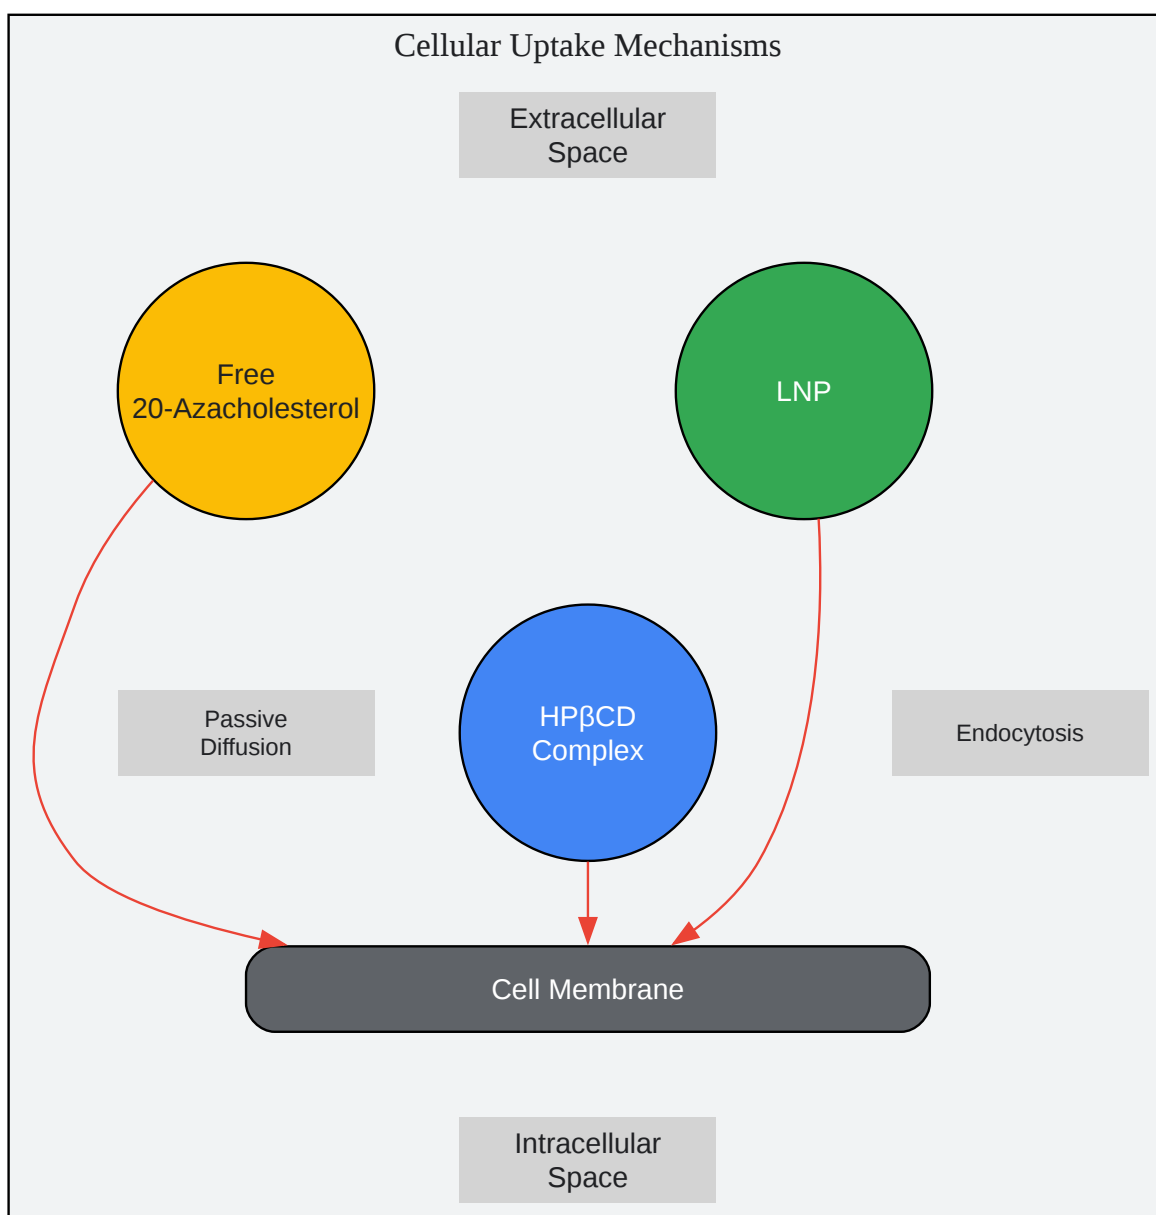 Cellular Uptake Mechanisms
Extracellular
Space
Free
20-Azacholesterol
LNP
Passive
Diffusion
HPβCD
Complex
Endocytosis
Cell Membrane
Intracellular
Space